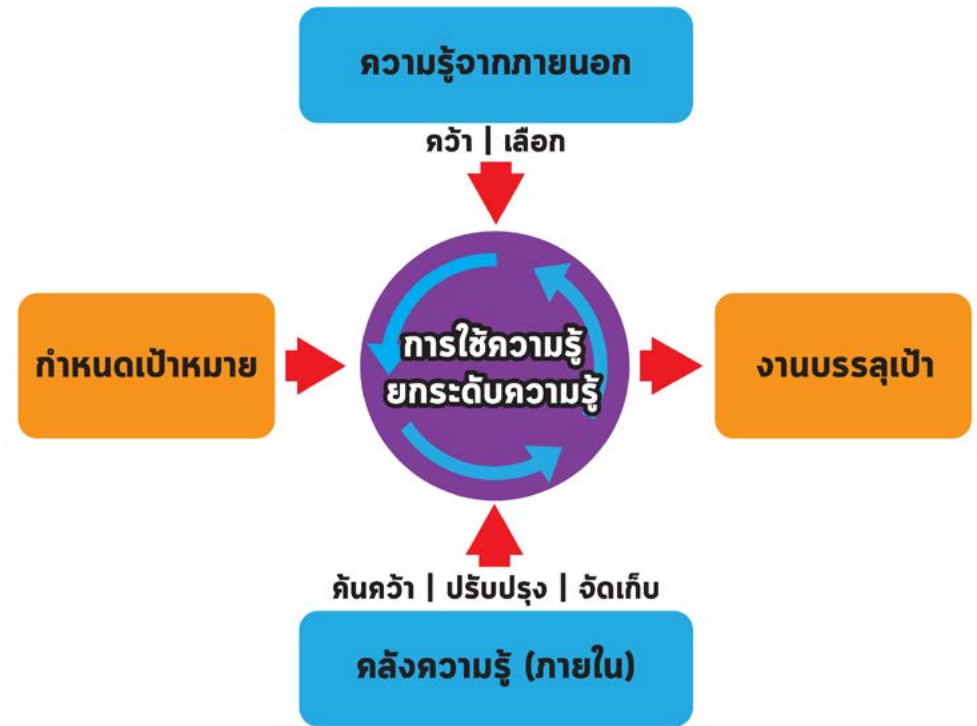 ความรู้จากภายนอก
คว้า | เลือก
กำหนดเป้าหมาย
การใช้ความรู้
ยกระดับความรู้
งานบรรลุเป้า
ค้นคว้า | ปรับปรุง | จัดเก็บ
คลังความรู้ (ภายใน)